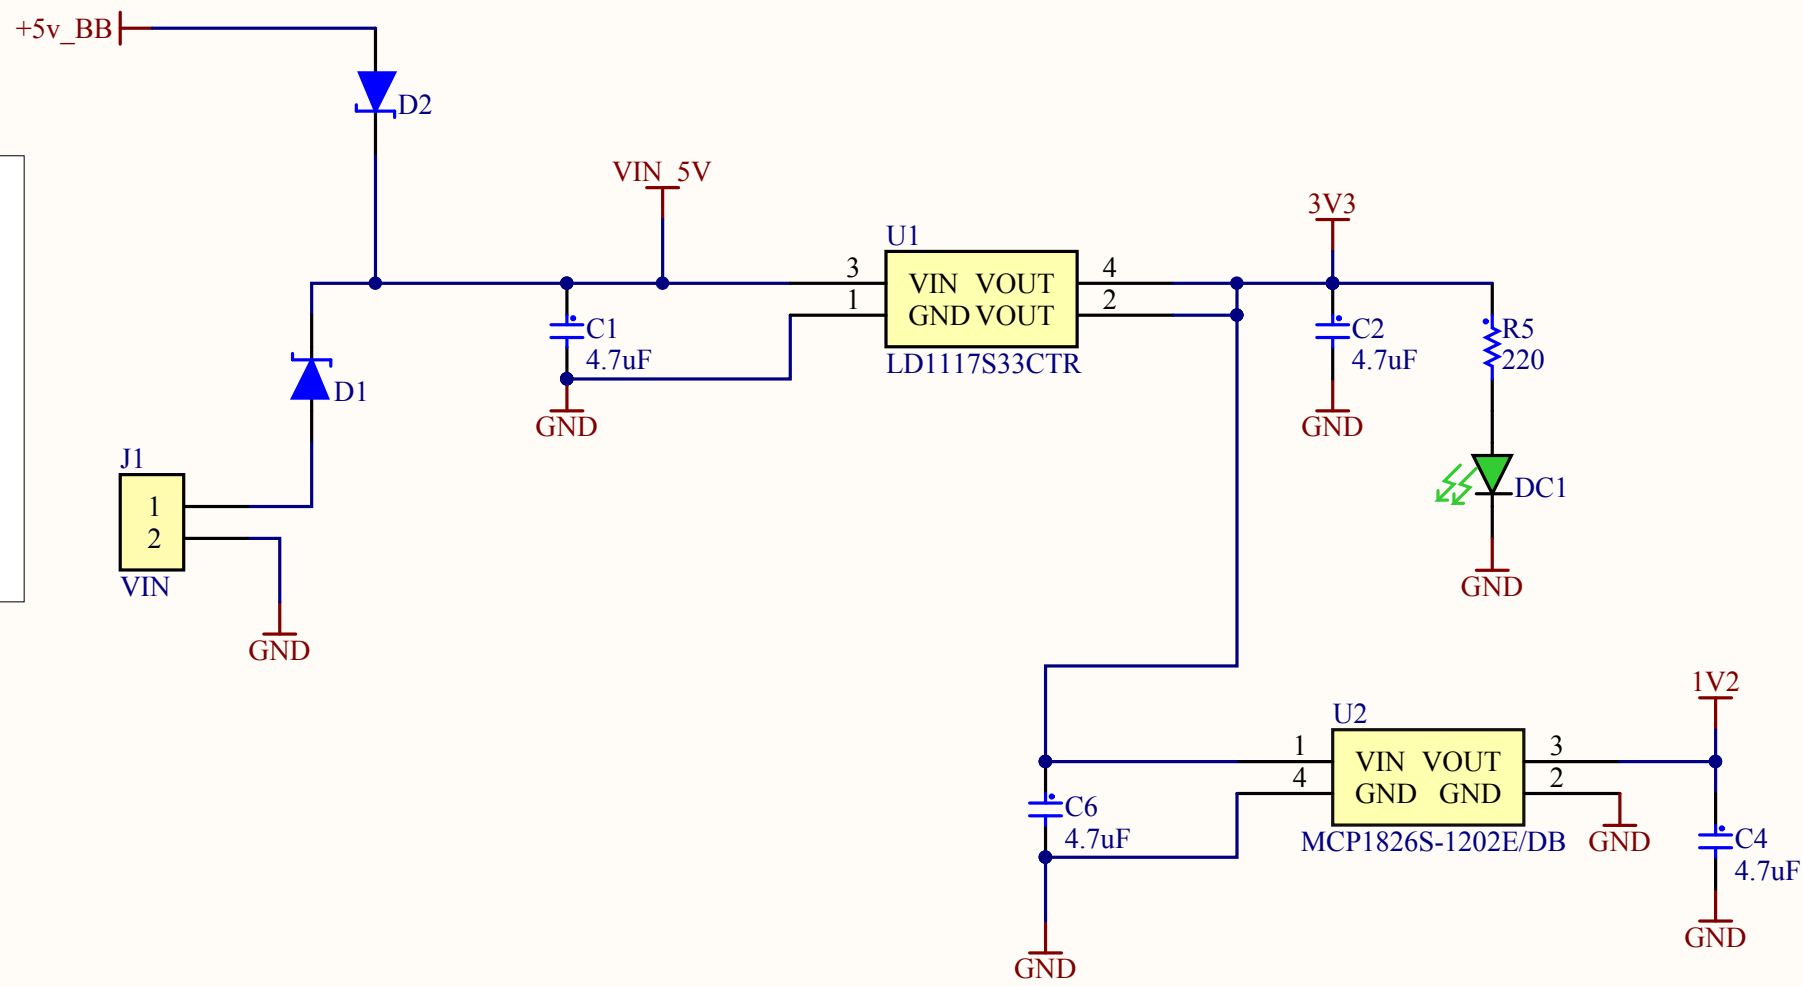 +5v_BB
D2
VIN_5V
3V3
U1
3
VIN VOUT
4
1
GND VOUT
2
LD1117S33CTR
C1
4.7uF
GND
C2
4.7uF
GND
R5
220
D1
DC1
GND
J1
1
2
VIN
GND
1V2
U2
1
VIN VOUT
3
4
GND GND
2
MCP1826S-1202E/DB
GND
C6
4.7uF
GND
C4
4.7uF
GND